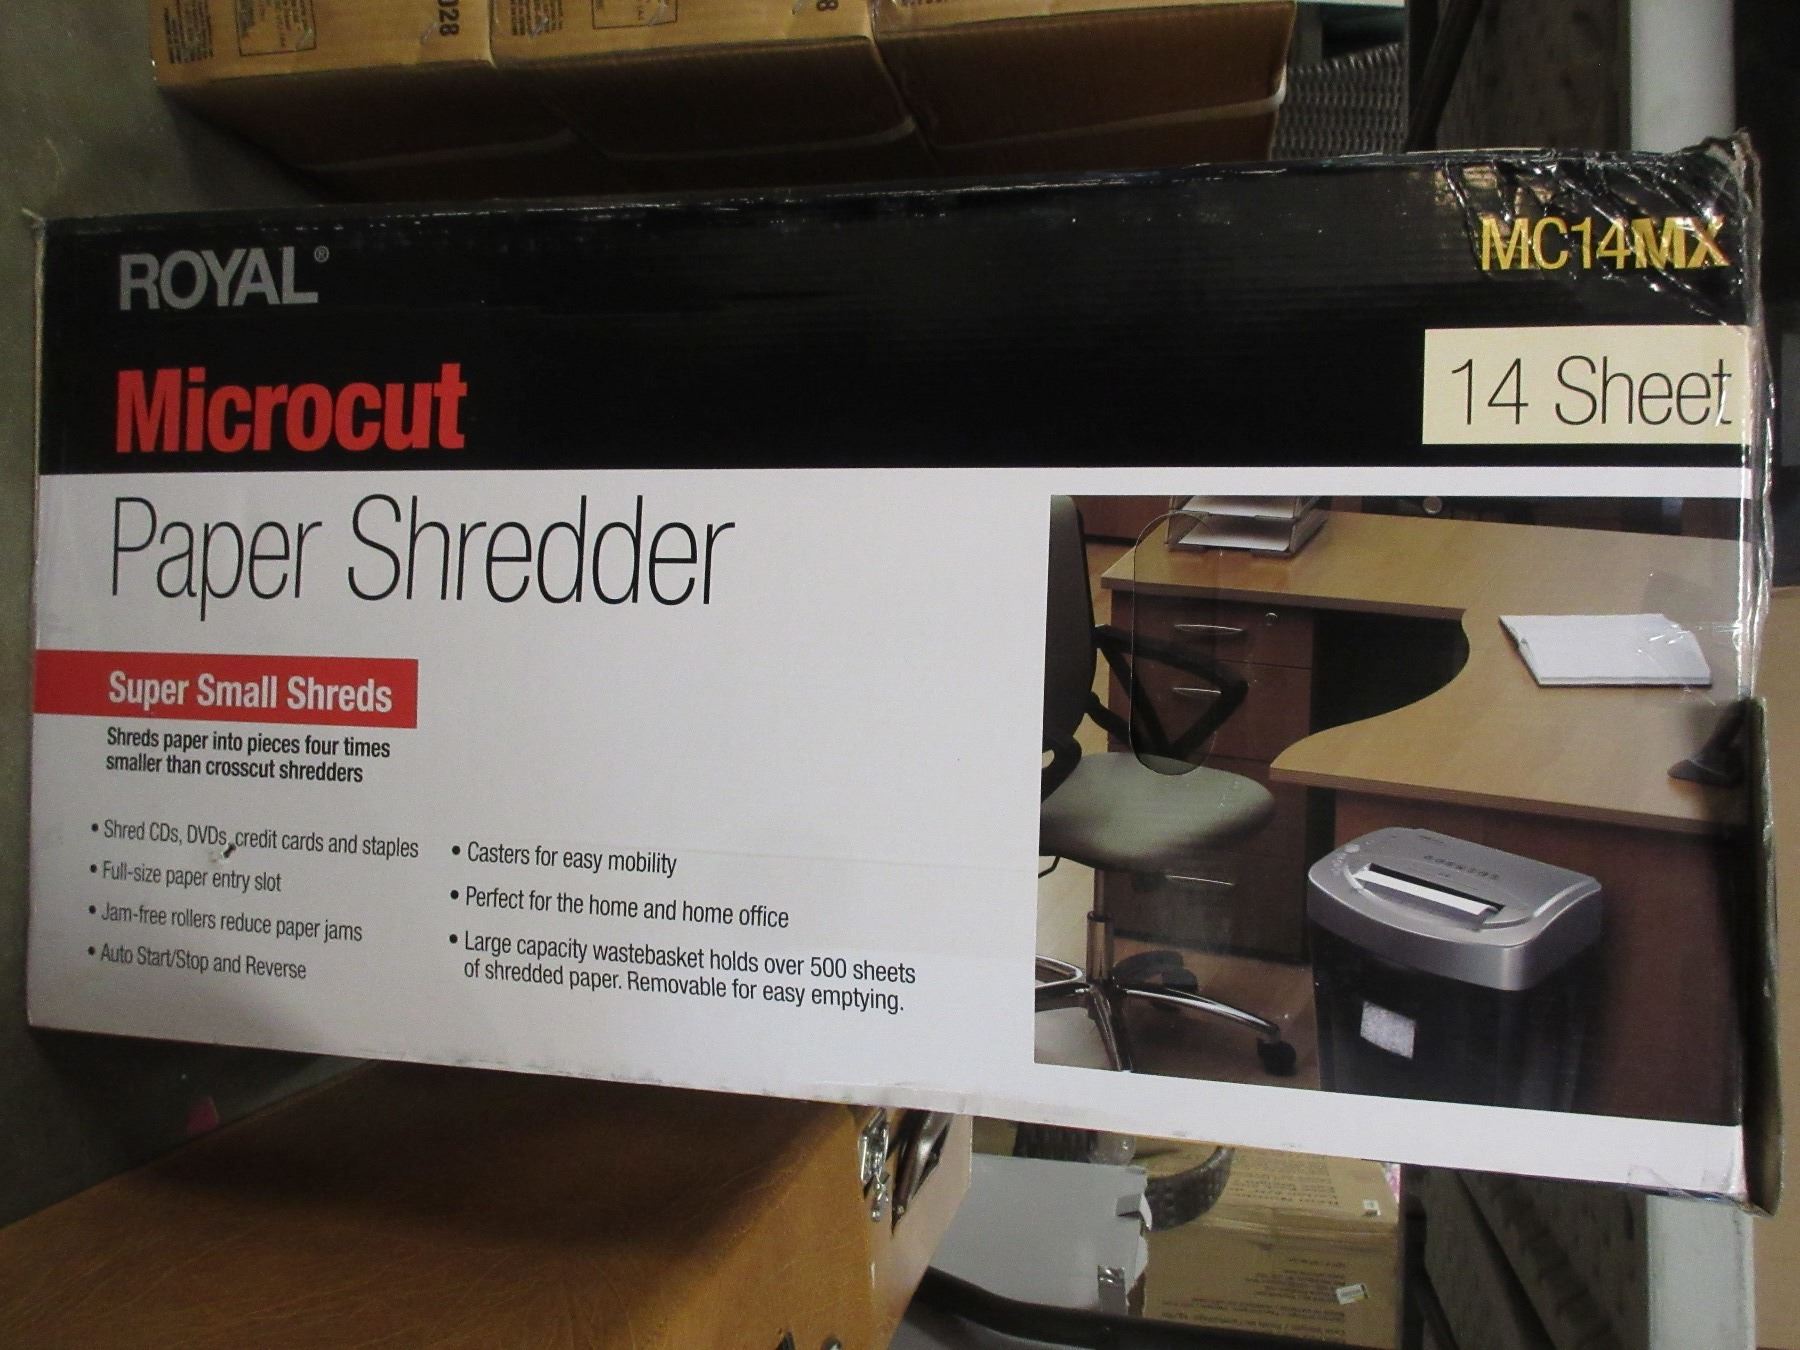 028
8
ROYAL®
MC14MX
Microcut
14 Sheet
Paper Shredder
Super Small Shreds
Shreds paper into pieces four times
smaller than crosscut shredders
• Shred CDs, DVDs, credit cards and staples
• Full-size paper entry slot
• Jam-free rollers reduce paper jams
• Auto Start/Stop and Reverse
• Casters for easy mobility
• Perfect for the home and home office
• Large capacity wastebasket holds over 500 sheets
of shredded paper. Removable for easy emptying.